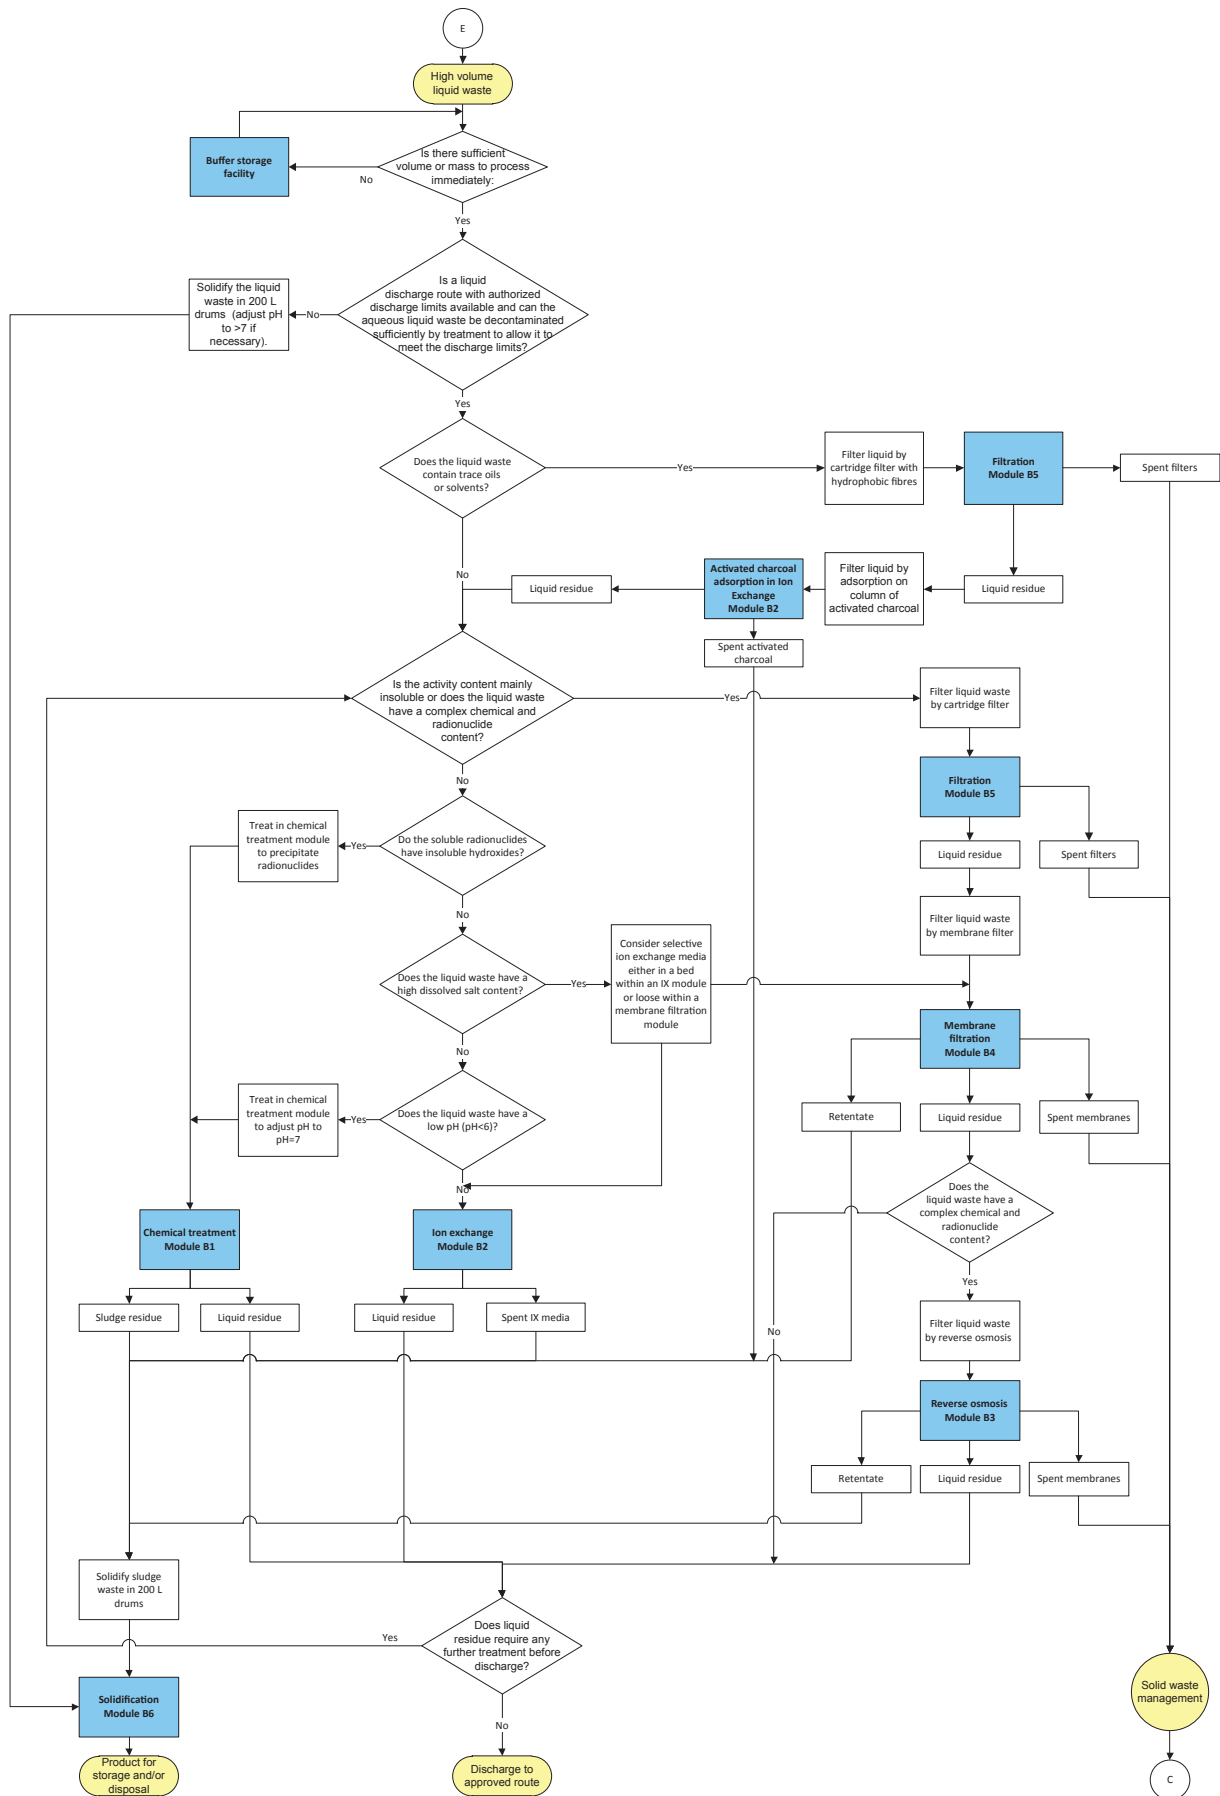 E
High volume
liquid waste
Buffer storage
facility
Is there sufficient
volume or mass to process
immediately:
No
Yes
Solidify the liquid
waste in 200 L
drums (adjust pH
to >7 if
necessary).
No
Is a liquid
discharge route with authorized
discharge limits available and can the
aqueous liquid waste be decontaminated
sufficiently by treatment to allow it to
meet the discharge limits?
Yes
Does the liquid waste
contain trace oils
or solvents?
Yes
Filter liquid by
cartridge filter with
hydrophobic fibres
Filtration
Module B5
Spent filters
No
Liquid residue
Activated charcoal
adsorption in Ion
Exchange
Module B2
Filter liquid by
adsorption on
column of
activated charcoal
Liquid residue
Spent activated
charcoal
Is the activity content mainly
insoluble or does the liquid waste
have a complex chemical and
radionuclide
content?
Yes
Filter liquid waste
by cartridge filter
No
Filtration
Module B5
Treat in chemical
treatment module
to precipitate
radionuclides
Yes
Do the soluble radionuclides
have insoluble hydroxides?
Liquid residue
Spent filters
No
Filter liquid waste
by membrane filter
Does the liquid waste have a
high dissolved salt content?
Yes
Consider selective
ion exchange media
either in a bed
within an IX module
or loose within a
membrane filtration
module
Membrane
filtration
Module B4
No
Treat in chemical
treatment module
to adjust pH to
pH=7
Yes
Does the liquid waste have a
low pH (pH<6)?
Retentate
Liquid residue
Spent membranes
No
Does the
liquid waste have a
complex chemical and
radionuclide
content?
Chemical treatment
Module B1
Ion exchange
Module B2
Yes
Sludge residue
Liquid residue
Liquid residue
Spent IX media
No
Filter liquid waste
by reverse osmosis
Reverse osmosis
Module B3
Retentate
Liquid residue
Spent membranes
Solidify sludge
waste in 200 L
drums
Yes
Does liquid
residue require any
further treatment before
discharge?
Solidification
Module B6
No
Solid waste
management
Product for
storage and/or
disposal
Discharge to
approved route
C